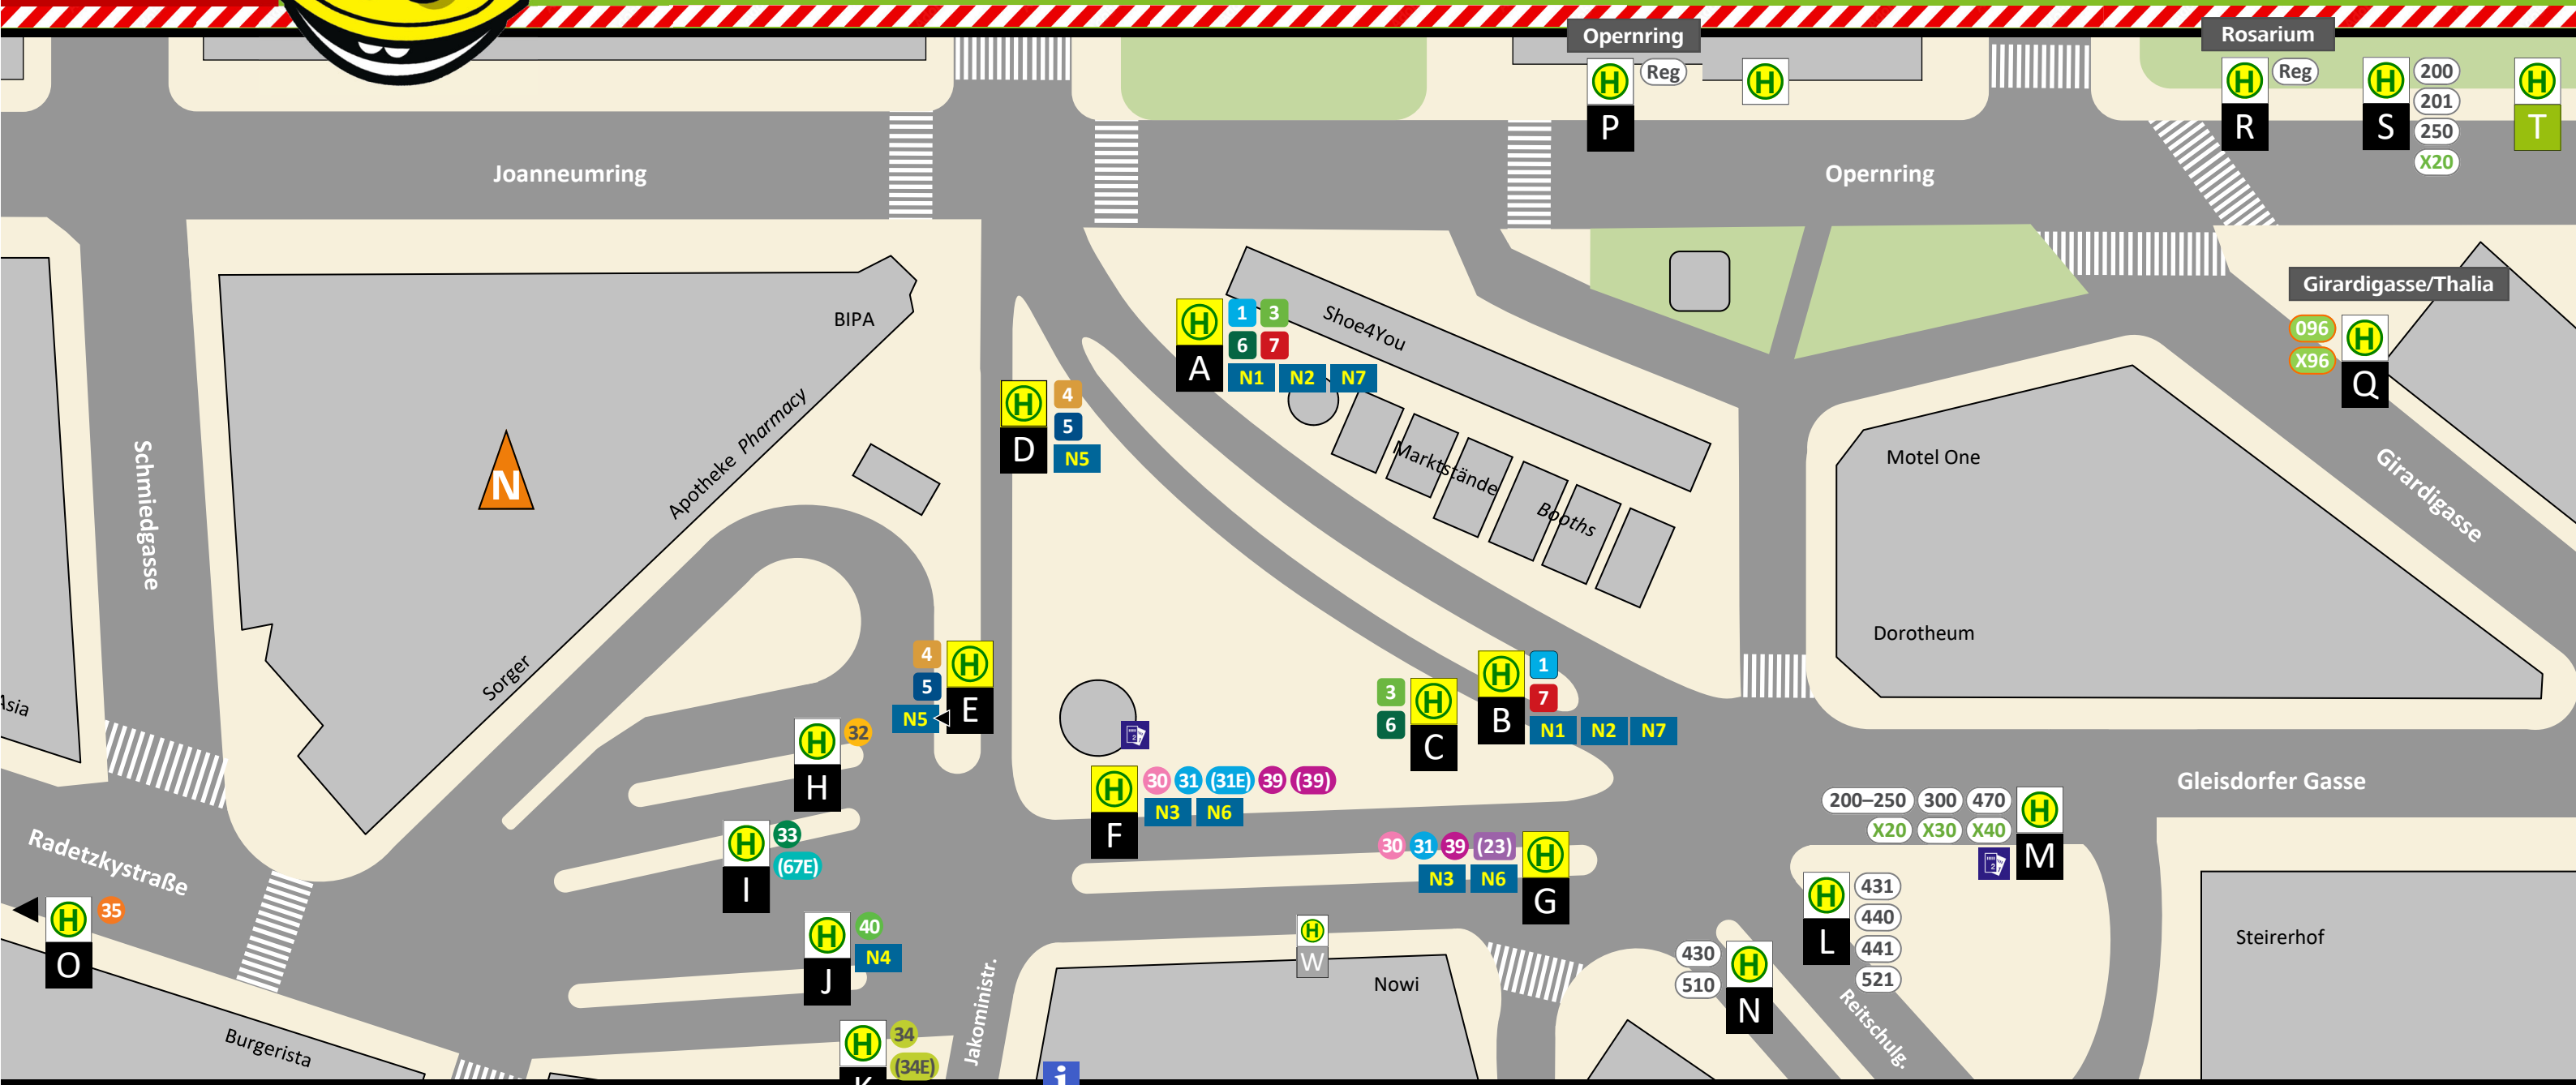 Opernring
H Reg
P
H
Rosarium
H Reg
R
H 200
201
S 250
X20
H
T
Joanneumring
Opernring
Girardigasse/Thalia
096 H
X96 Q
Girardigasse
BIPA
Apotheke Pharmacy
Sorger
N
Schmiedgasse
Asia
Radetzkystraße
H 1 3
A 6 7
N1 N2 N7
Shoe4You
Marktstände
Booths
H 4
D 5
N5
Motel One
Dorotheum
4 H
5 E
N5
H 32
H
H 33
I (67E)
H 40
J N4
H 34
K (34E)
H 35
O
Burgerista
Jakoministr.
3 H
6 C
H 1
B 7
N1 N2 N7
H 30 31 (31E) 39 (39)
F N3 N6
30 31 39 (23) H
N3 N6 G
H
W
Nowi
i
Gleisdorfer Gasse
200–250 300 470 H
X20 X30 X40 M
H 431
440
L 441
521
430 H
510 N
Reitschulg.
Steirerhof